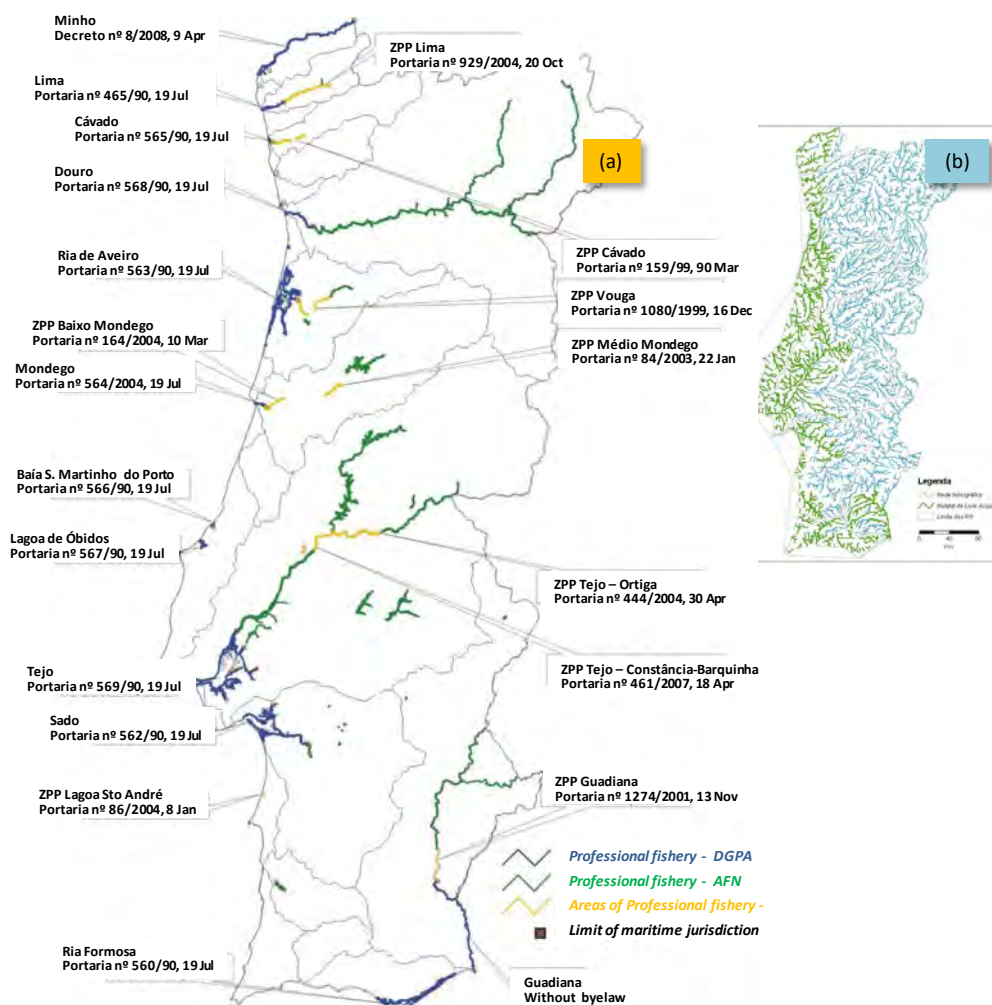 Minho
Decreto nº 8/2008, 9 Apr
ZPP Lima
Portaria nº 929/2004, 20 Oct
Lima
Portaria nº 465/90, 19 Jul
Cávado
Portaria nº 565/90, 19 Jul
(a)
(b)
Douro
Portaria nº 568/90, 19 Jul
ZPP Cávado
Portaria nº 159/99, 90 Mar
Ria de Aveiro
Portaria nº 563/90, 19 Jul
ZPP Vouga
Portaria nº 1080/1999, 16 Dec
ZPP Baixo Mondego
Portaria nº 164/2004, 10 Mar
ZPP Médio Mondego
Portaria nº 84/2003, 22 Jan
Mondego
Portaria nº 564/2004, 19 Jul
Baía S. Martinho do Porto
Portaria nº 566/90, 19 Jul
Legenda
Rede hidrográfica
Habitat de Livre
0 40 80
Lagoa de Óbidos
Portaria nº 567/90, 19 Jul
ZPP Tejo – Ortiga
Portaria nº 444/2004, 30 Apr
ZPP Tejo – Constância-Barquinha
Portaria nº 461/2007, 18 Apr
Tejo
Portaria nº 569/90, 19 Jul
Sado
Portaria nº 562/90, 19 Jul
ZPP Lagoa Sto André
Portaria nº 86/2004, 8 Jan
ZPP Guadiana
Portaria nº 1274/2001, 13 Nov
Professional fishery - DGPA
Professional fishery - AFN
Areas of Professional fishery -
Limit of maritime jurisdiction
Ria Formosa
Portaria nº 560/90, 19 Jul
Guadiana
Without byelaw